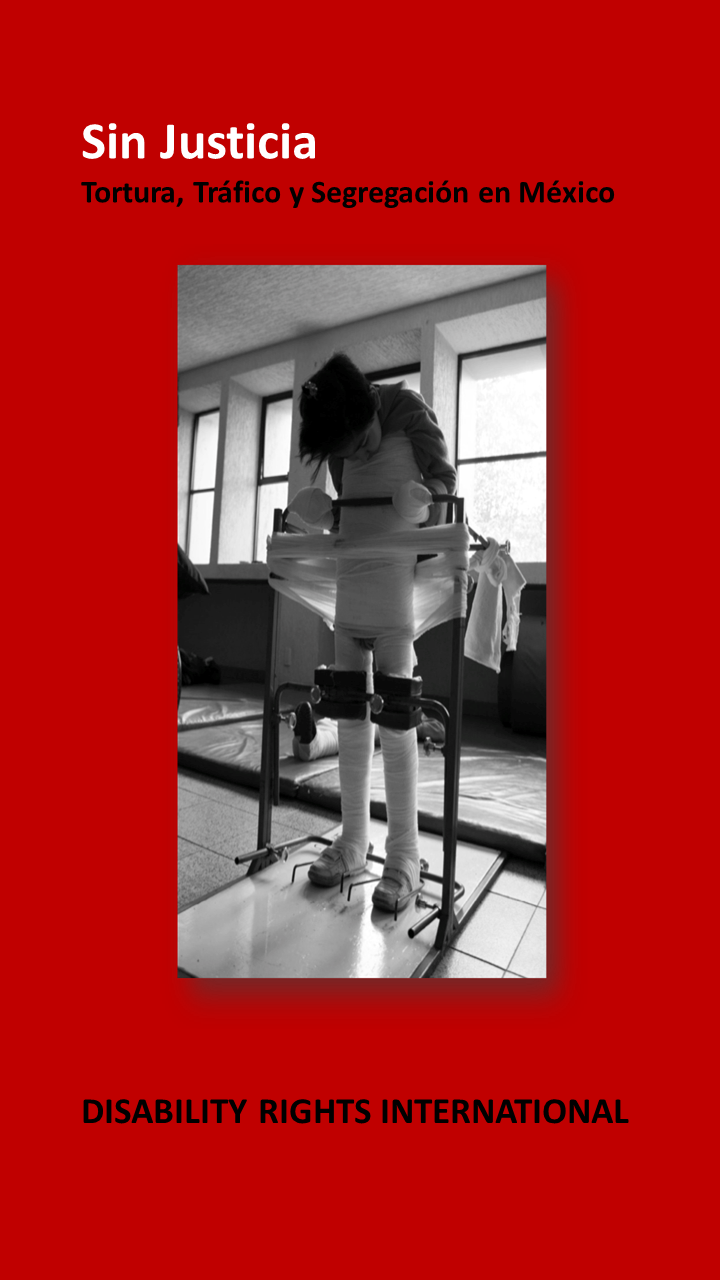 Sin Justicia
Tortura, Tráfico y Segregación en México
DISABILITY RIGHTS INTERNATIONAL